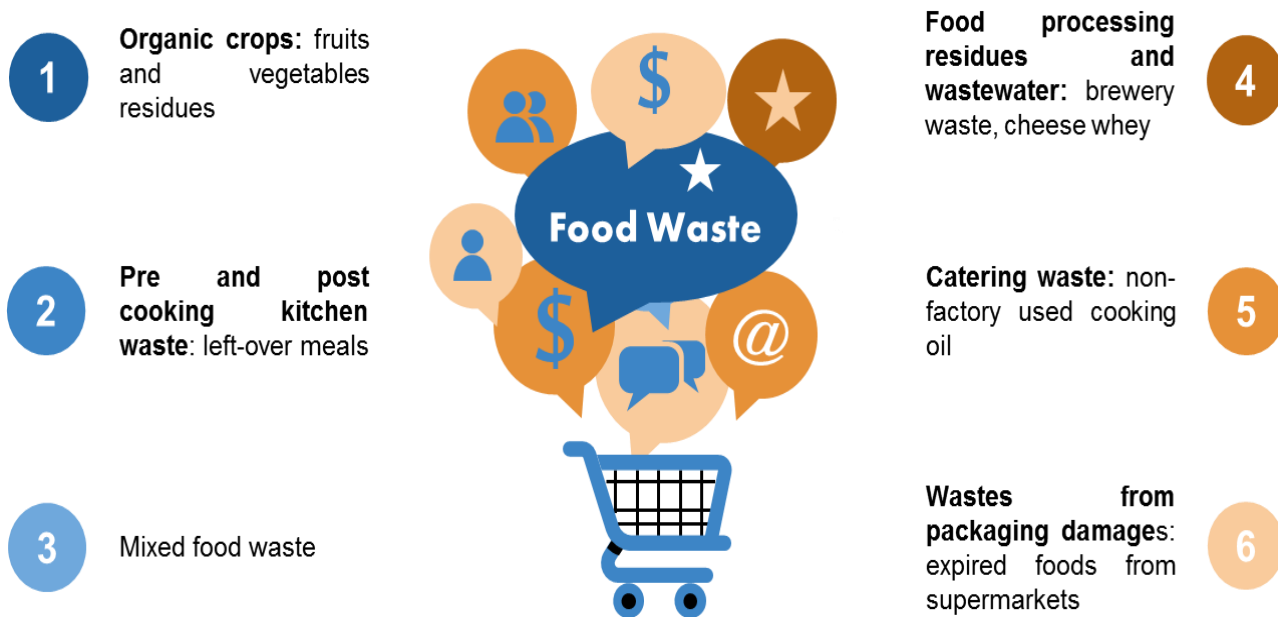 1
Organic crops: fruits
and vegetables
residues
2
Pre and post
cooking kitchen
waste: left-over meals
3
Mixed food waste
$
Food Waste
$
@
Food processing
residues and
wastewater: brewery
waste, cheese whey
4
Catering waste: non-
factory used cooking
oil
5
Wastes from
packaging damages:
expired foods from
supermarkets
6